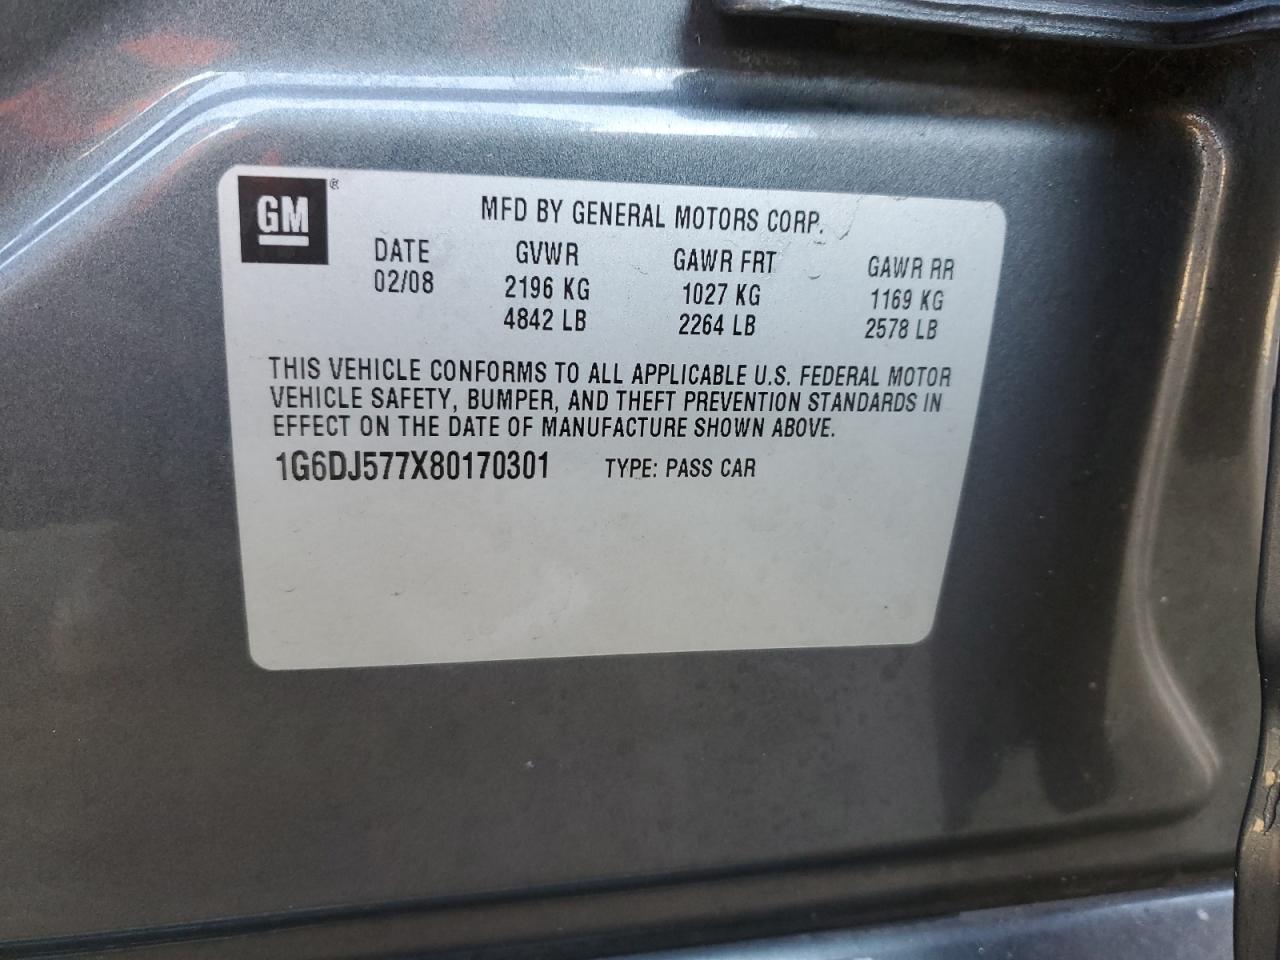 GM ®
MFD BY GENERAL MOTORS CORP.
DATE GVWR GAWR FRT GAWR RR
02/08 2196 KG 1027 KG 1169 KG
4842 LB 2264 LB 2578 LB
THIS VEHICLE CONFORMS TO ALL APPLICABLE U.S. FEDERAL MOTOR
VEHICLE SAFETY, BUMPER, AND THEFT PREVENTION STANDARDS IN
EFFECT ON THE DATE OF MANUFACTURE SHOWN ABOVE.
1G6DJ577X80170301 TYPE: PASS CAR